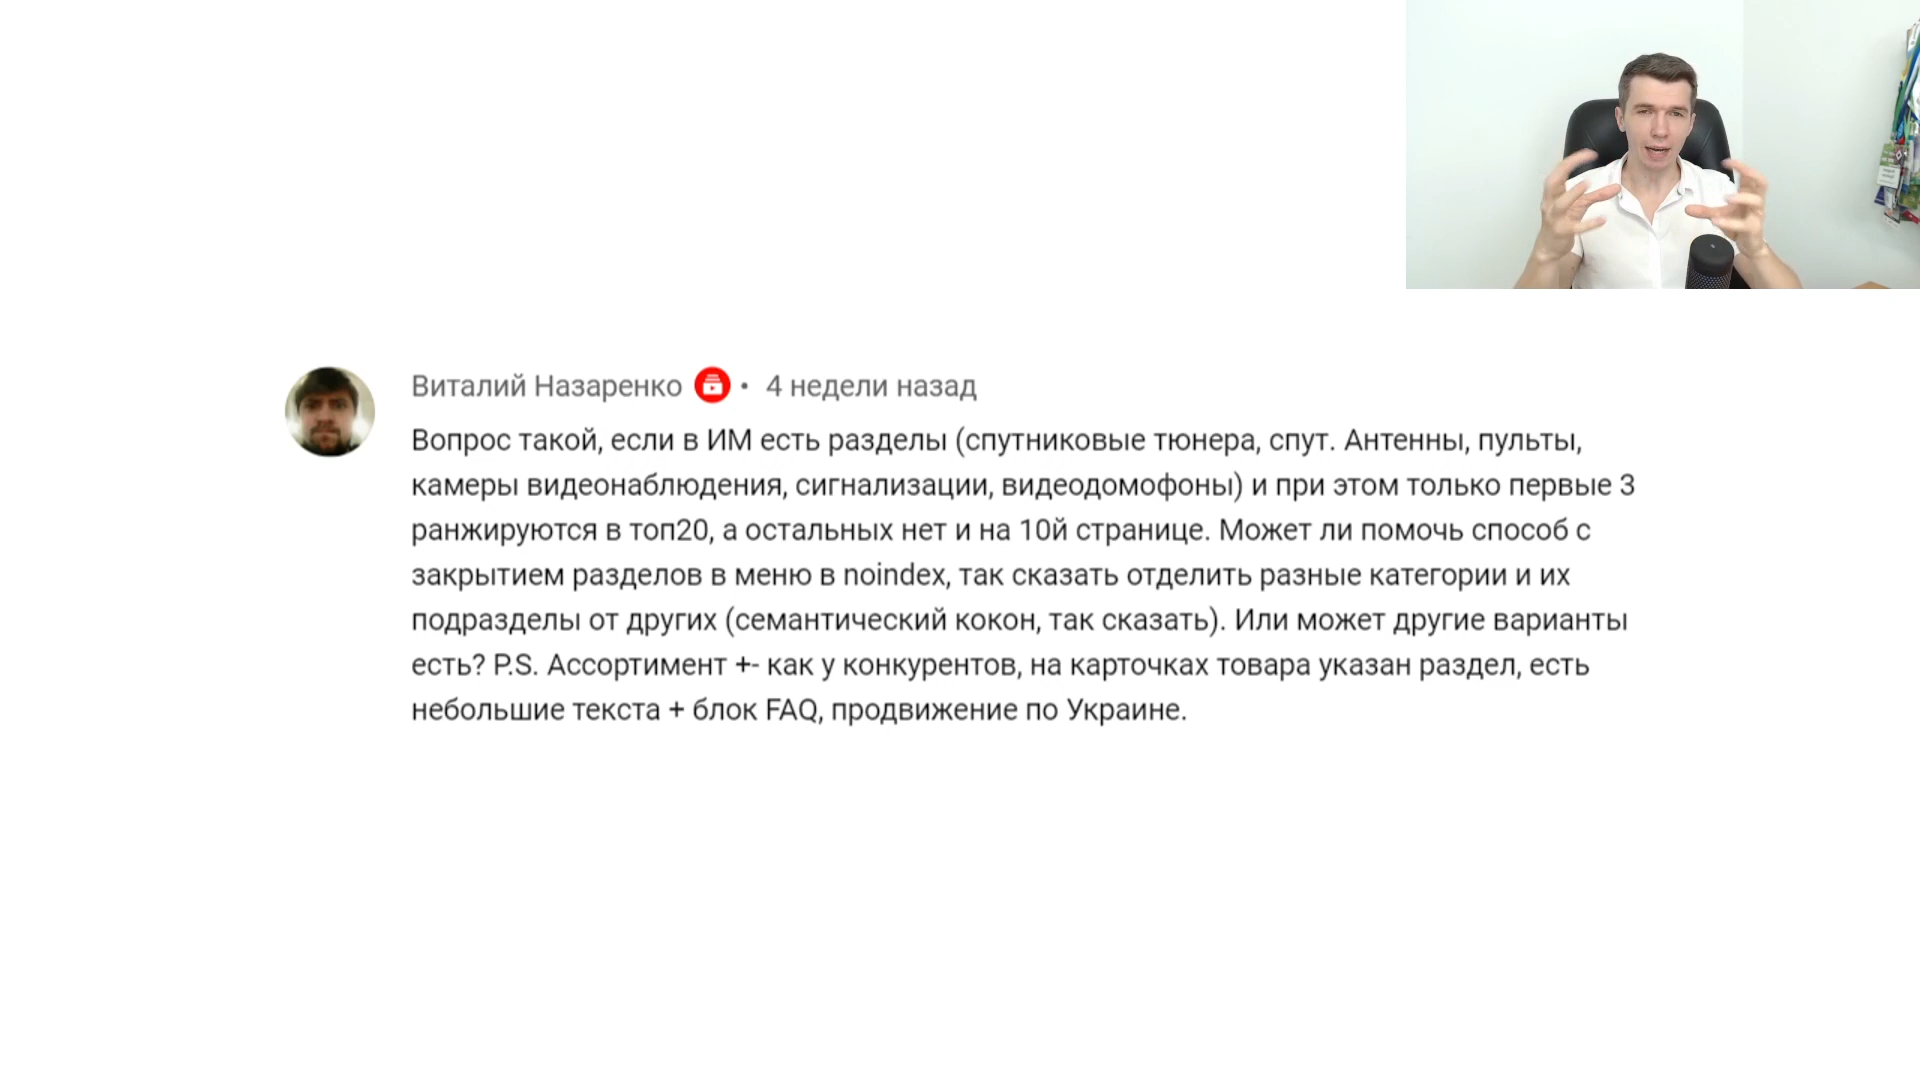 Виталий Назаренко • 4 недели назад
Вопрос такой, если в ИМ есть разделы (спутниковые тюнера, спут. Антенны, пульты,
камеры видеонаблюдения, сигнализации, видеодомофоны) и при этом только первые 3
ранжируются в топ20, а остальных нет и на 10й странице. Может ли помочь способ с
закрытием разделов в меню в noindex, так сказать отделить разные категории и их
подразделы от других (семантический кокон, так сказать). Или может другие варианты
есть? P.S. Ассортимент +- как у конкурентов, на карточках товара указан раздел, есть
небольшие текста + блок FAQ, продвижение по Украине.